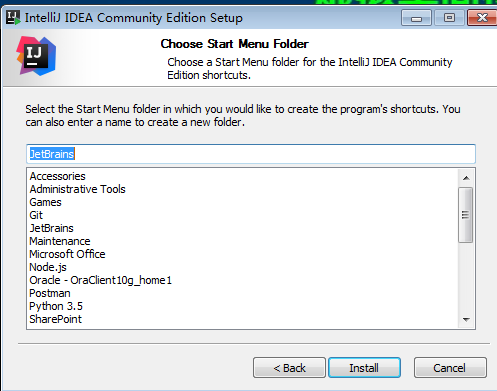 IntelliJ IDEA Community Edition Setup
IJ
Choose Start Menu Folder
Choose a Start Menu folder for the IntelliJ IDEA Community
Edition shortcuts.
IJ
Select the Start Menu folder in which you would like to create the program's shortcuts. You
can also enter a name to create a new folder.
JetBrains
Accessories
Administrative Tools
Games
Git
JetBrains
Maintenance
Microsoft Office
Node.js
Oracle - OraClient10g_home1
Postman
Python 3.5
SharePoint
< Back
Install
Cancel